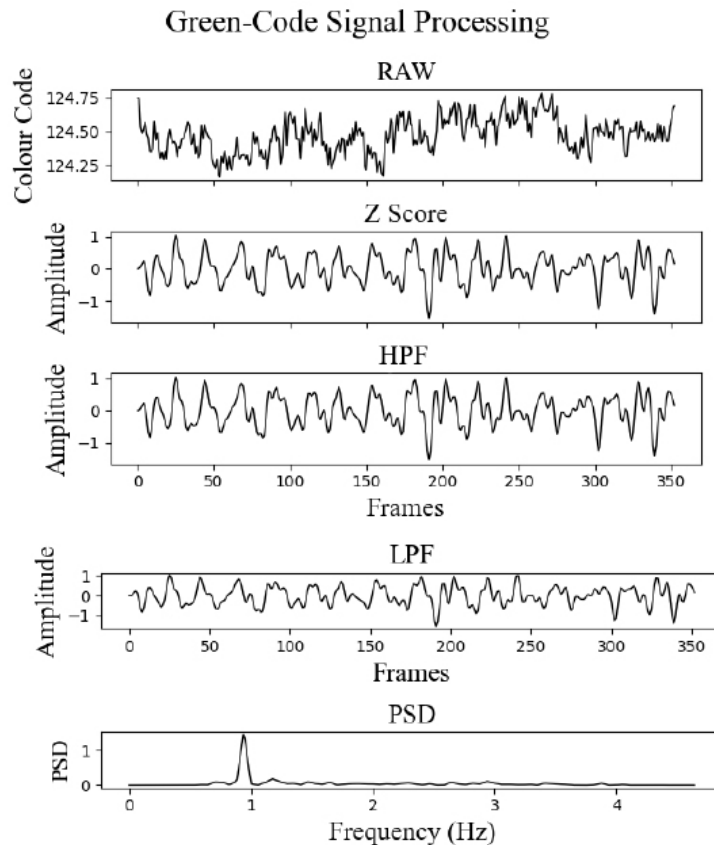 Green-Code Signal Processing
RAW
Colour Code
124.75
124.50
124.25
Z Score
Amplitude
1
0
−1
HPF
Amplitude
1
0
−1
0 50 100 150 200 250 300 350
Frames
LPF
Amplitude
1
0
−1
0 50 100 150 200 250 300 350
Frames
PSD
PSD
1
0
0 1 2 3 4
Frequency (Hz)